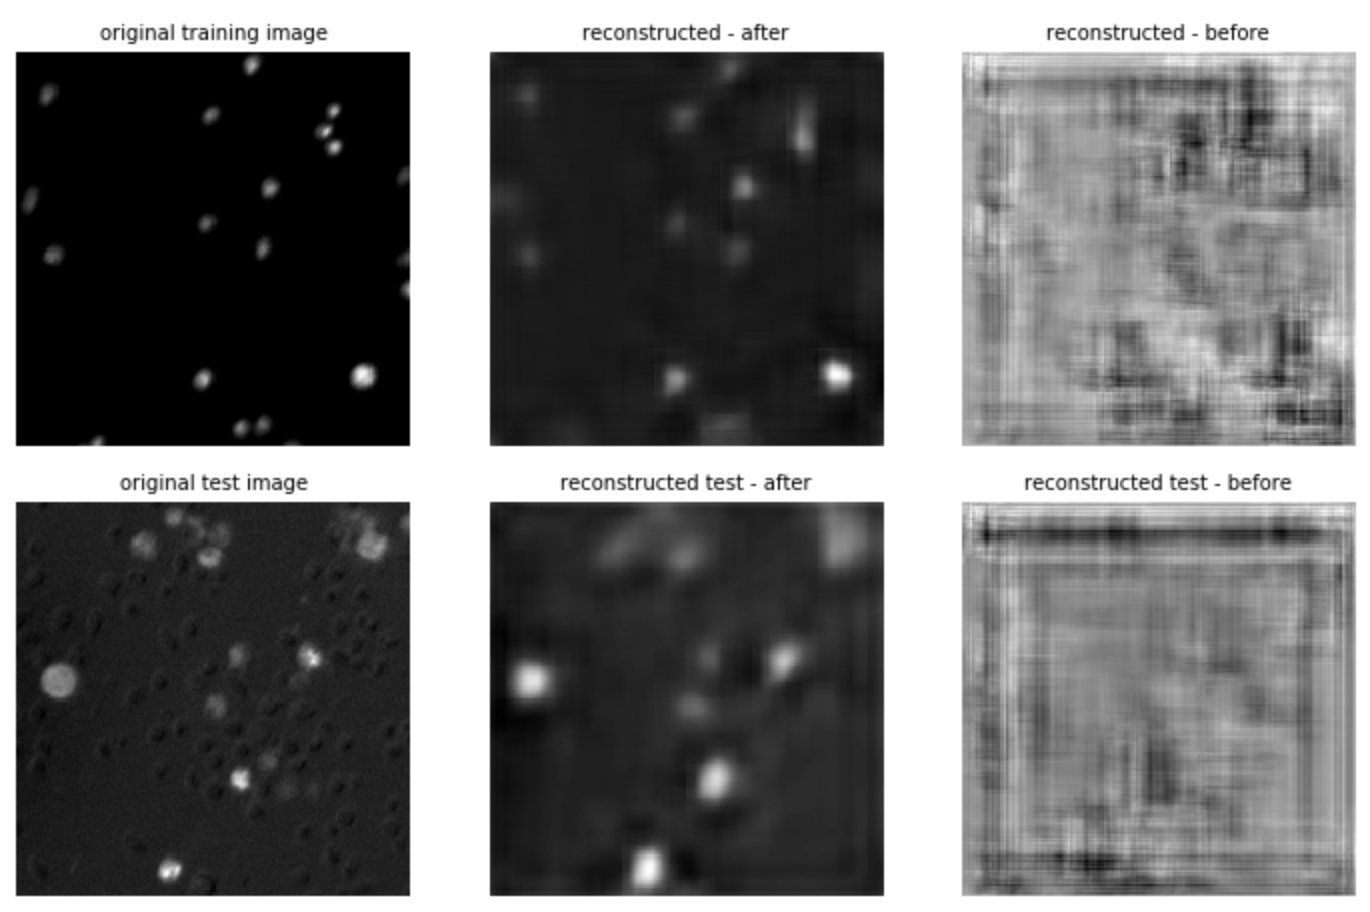 original training image
reconstructed - after
reconstructed - before
original test image
reconstructed test - after
reconstructed test - before